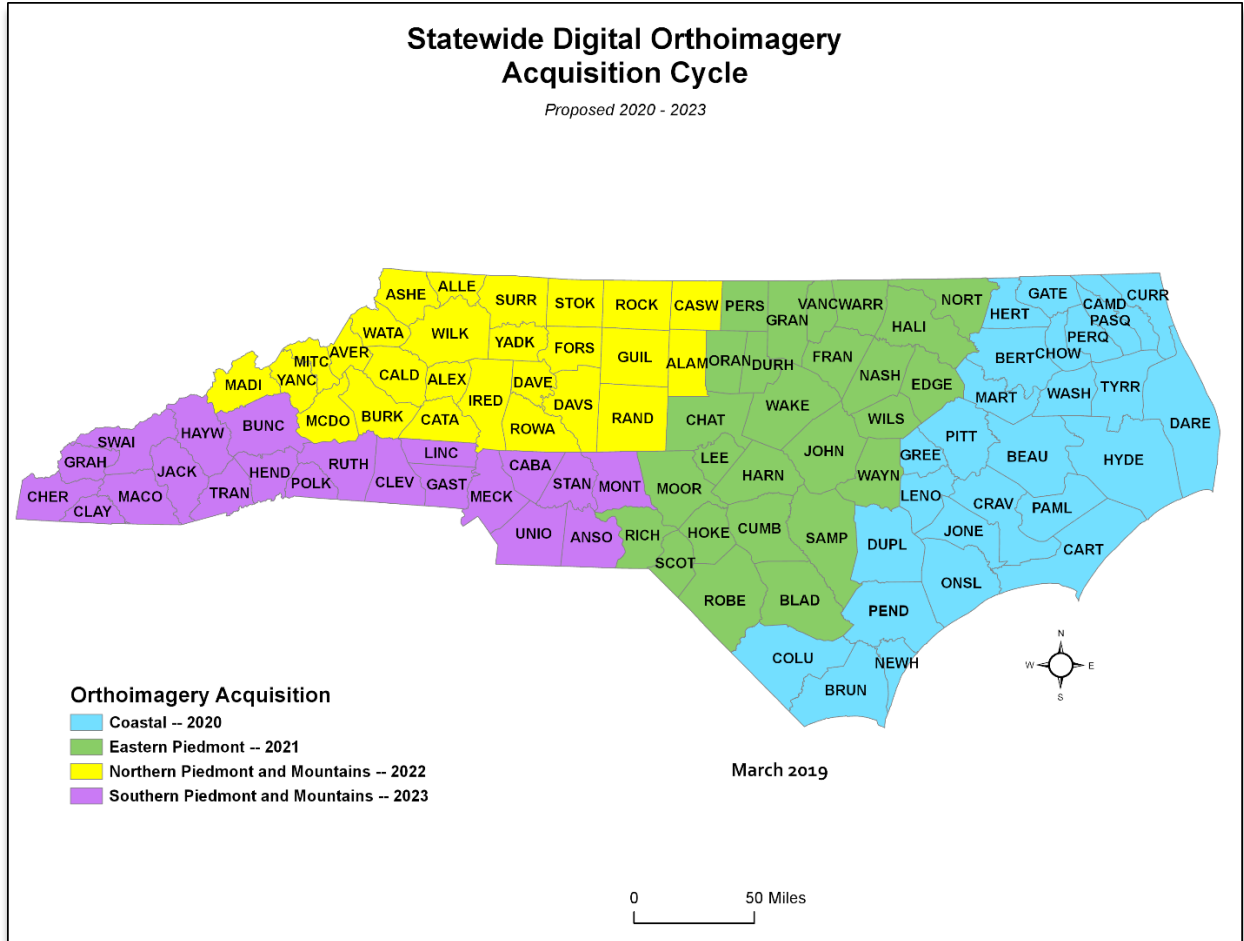 Statewide Digital Orthoimagery
Acquisition Cycle
Proposed 2020 - 2023
ASHE
ALLE
SURR
STOK
ROCK
CASW
PERS
GRAN
VANC
WARR
HALI
NORT
HERT
GATE
CAMD
CURR
PASQ
PERQ
CHOW
BERT
WATA
WILK
YADK
FORS
GUIL
ALAM
ORAN
DURH
FRAN
NASH
EDGE
MART
WASH
TYRR
DARE
MITC
AVER
MADI
YANC
CALD
ALEX
IRED
DAVE
DAVS
RAND
CHAT
WAKE
WILS
PITT
BEAU
HYDE
MCDO
BURK
CATA
ROWA
SWAI
HAYW
BUNC
LINC
CABA
STAN
MONT
MOOR
LEE
HARN
JOHN
WAYN
GREE
LENO
CRAV
PAML
GRAH
JACK
HEND
RUTH
POLK
CLEV
GAST
MECK
CHER
CLAY
MACO
TRAN
UNIO
ANSO
RICH
SCOT
HOKE
CUMB
SAMP
DUPL
JONE
CART
ONSL
ROBE
BLAD
PEND
COLU
BRUN
NEWH
N
W
E
S
Orthoimagery Acquisition
Coastal -- 2020
Eastern Piedmont -- 2021
Northern Piedmont and Mountains -- 2022
Southern Piedmont and Mountains -- 2023
March 2019
0
50 Miles